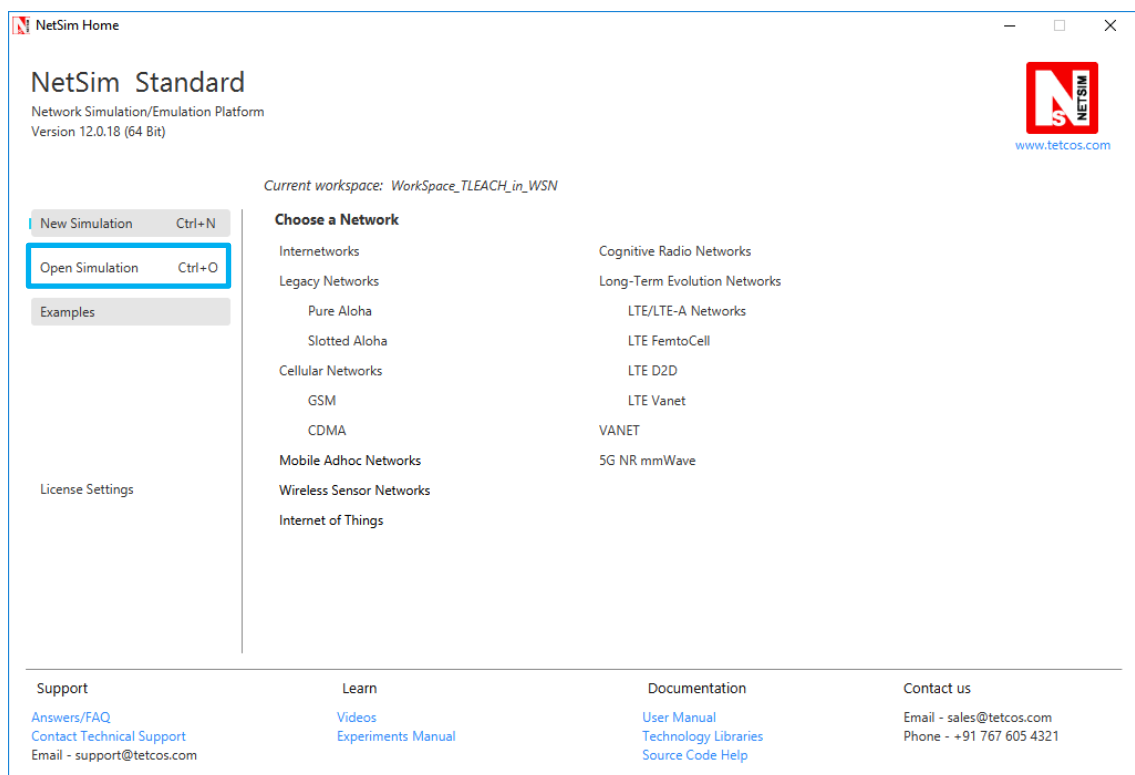 NetSim Home
NetSim Standard
Network Simulation/Emulation Platform
Version 12.0.18 (64 Bit)
N
S
NETSIM
www.tetcos.com
Current workspace: WorkSpace_TLEACH_in_WSN
New Simulation Ctrl+N
Open Simulation Ctrl+O
Examples
License Settings
Choose a Network
Internetworks
Legacy Networks
Pure Aloha
Slotted Aloha
Cellular Networks
GSM
CDMA
Mobile Adhoc Networks
Wireless Sensor Networks
Internet of Things
Cognitive Radio Networks
Long-Term Evolution Networks
LTE/LTE-A Networks
LTE FemtoCell
LTE D2D
LTE Vanet
VANET
5G NR mmWave
Support
Answers/FAQ
Contact Technical Support
Email - support@tetcos.com
Learn
Videos
Experiments Manual
Documentation
User Manual
Technology Libraries
Source Code Help
Contact us
Email - sales@tetcos.com
Phone - +91 767 605 4321